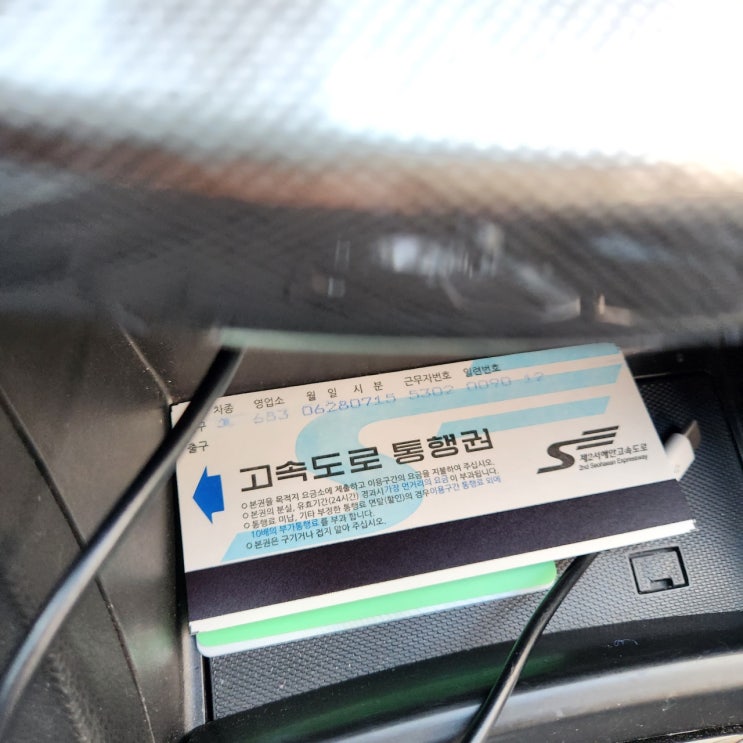 차종 영업소 월 일 시 분 근무자번호 일련번호
구 653 06280715 5302 0090 12
출구
고속도로 통행권
제2서해안고속도로
2nd Seohaean Expressway
O 본권을 목적지 요금소에 제출하고 이용구간의 요금을 지불하여 주십시오.
O 본권의 분실, 유효기간(24시간) 경과시 가장 먼거리의 요금이 부과됩니다.
O 통행료 미납, 기타 부정한 통행료 면탈(할인)의 경우 이용구간 통행료 외에
10배의 부가통행료를 부과 합니다.
O 본권은 구기거나 접지 말아 주십시오.